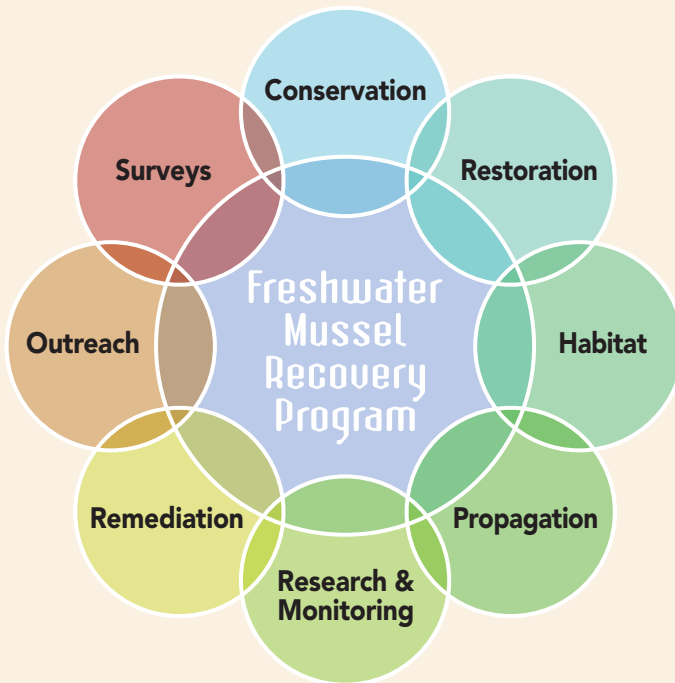 Conservation
Surveys
Restoration
Freshwater
Mussel
Recovery
Program
Outreach
Habitat
Remediation
Propagation
Research &
Monitoring